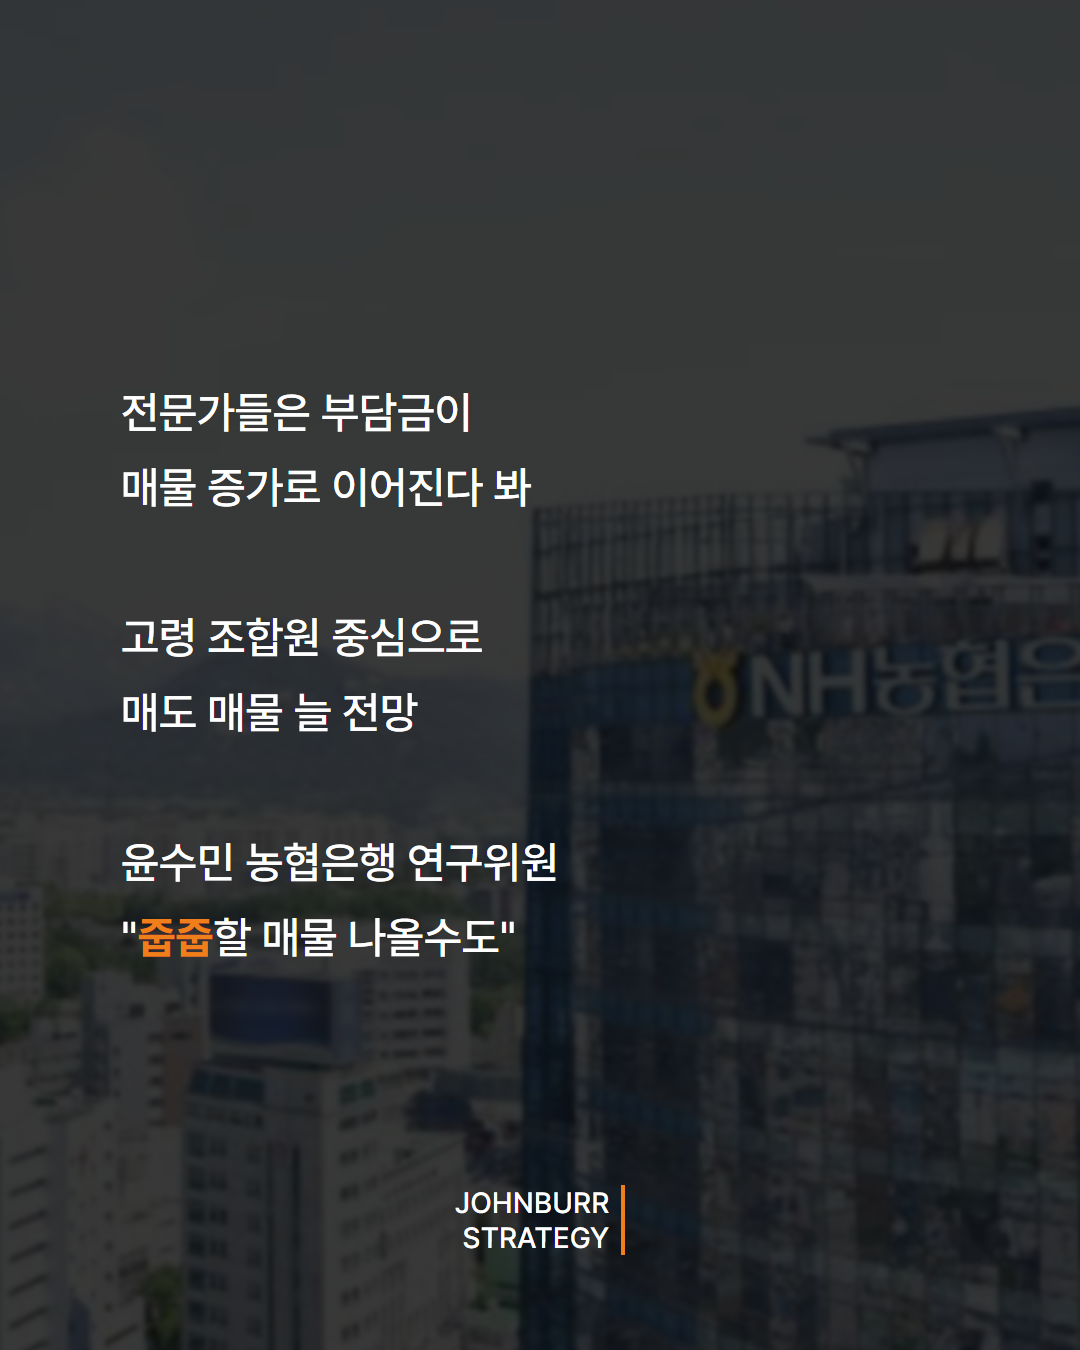 전문가들은 부담금이
매물 증가로 이어진다 봐
고령 조합원 중심으로
매도 매물 늘 전망
NH농협은
윤수민 농협은행 연구위원
"줍줍할 매물 나올수도"
JOHNBURR
STRATEGY